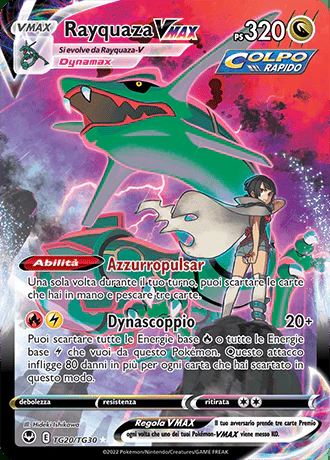 VMAX
Rayquaza VMAX
PS 320
Si evolve da Rayquaza-V
Dynamax
COLPO RAPIDO
Abilità Azzurropulsar
Una sola volta durante il tuo turno, puoi scartare le carte
che hai in mano e pescare tre carte.
Dynascoppio 20+
Puoi scartare tutte le Energie base o tutte le Energie
base che vuoi da questo Pokémon. Questo attacco
infligge 80 danni in più per ogni carta che hai scartato in
questo modo.
debolezza resistenza ritirata
Ill. Hideki Ishikawa
Regola VMAX Il tuo avversario prende tre carte Premio
ogni volta che uno dei tuoi Pokémon-VMAX viene messo KO.
E TG20/TG30
©2022 Pokémon/Nintendo/Creatures/GAME FREAK